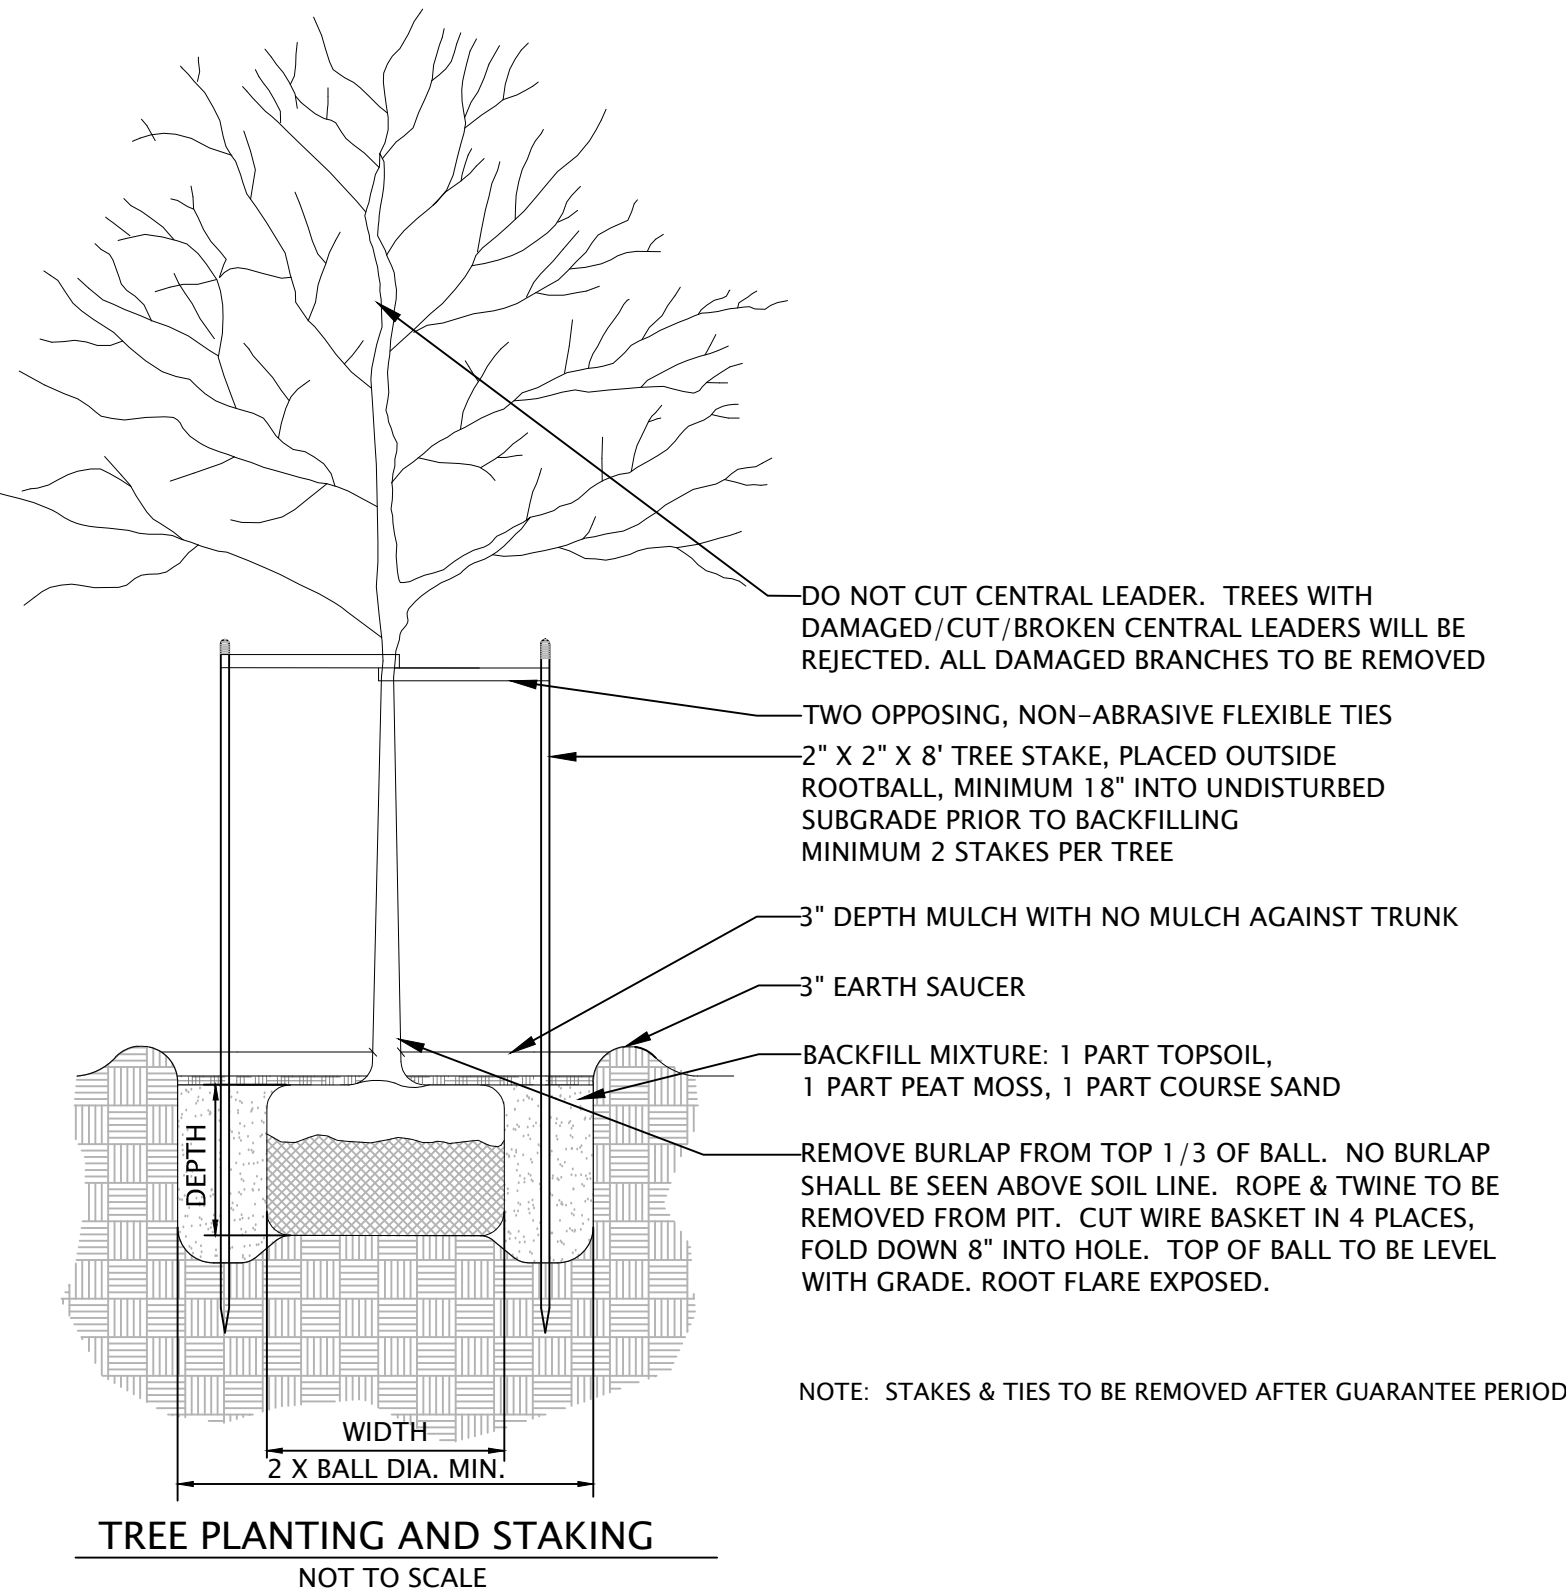 DO NOT CUT CENTRAL LEADER. TREES WITH
DAMAGED/CUT/BROKEN CENTRAL LEADERS WILL BE
REJECTED. ALL DAMAGED BRANCHES TO BE REMOVED
TWO OPPOSING, NON-ABRASIVE FLEXIBLE TIES
2" X 2" X 8' TREE STAKE, PLACED OUTSIDE
ROOTBALL, MINIMUM 18" INTO UNDISTURBED
SUBGRADE PRIOR TO BACKFILLING
MINIMUM 2 STAKES PER TREE
3" DEPTH MULCH WITH NO MULCH AGAINST TRUNK
3" EARTH SAUCER
BACKFILL MIXTURE: 1 PART TOPSOIL,
1 PART PEAT MOSS, 1 PART COURSE SAND
REMOVE BURLAP FROM TOP 1/3 OF BALL. NO BURLAP
SHALL BE SEEN ABOVE SOIL LINE. ROPE & TWINE TO BE
REMOVED FROM PIT. CUT WIRE BASKET IN 4 PLACES,
FOLD DOWN 8" INTO HOLE. TOP OF BALL TO BE LEVEL
WITH GRADE. ROOT FLARE EXPOSED.
NOTE: STAKES & TIES TO BE REMOVED AFTER GUARANTEE PERIOD
DEPTH
WIDTH
2 X BALL DIA. MIN.
TREE PLANTING AND STAKING
NOT TO SCALE